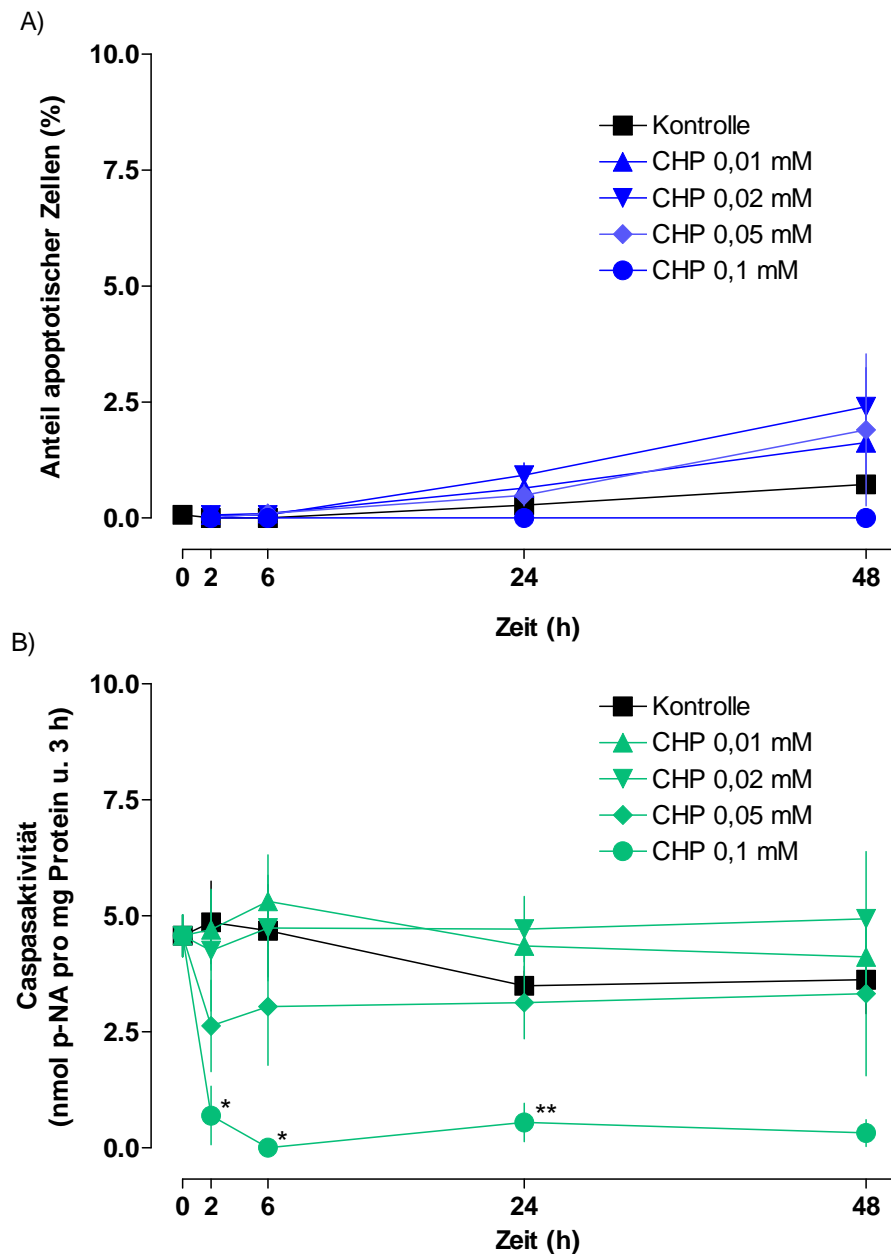 A)
10.0
7.5
5.0
2.5
0.0
Anteil apoptotischer Zellen (%)
Kontrolle
CHP 0,01 mM
CHP 0,02 mM
CHP 0,05 mM
CHP 0,1 mM
0 2 6 24 48
Zeit (h)
B)
10.0
7.5
5.0
2.5
0.0
Caspasaktivität
(nmol p-NA pro mg Protein u. 3 h)
Kontrolle
CHP 0,01 mM
CHP 0,02 mM
CHP 0,05 mM
CHP 0,1 mM
*
*
**
0 2 6 24 48
Zeit (h)